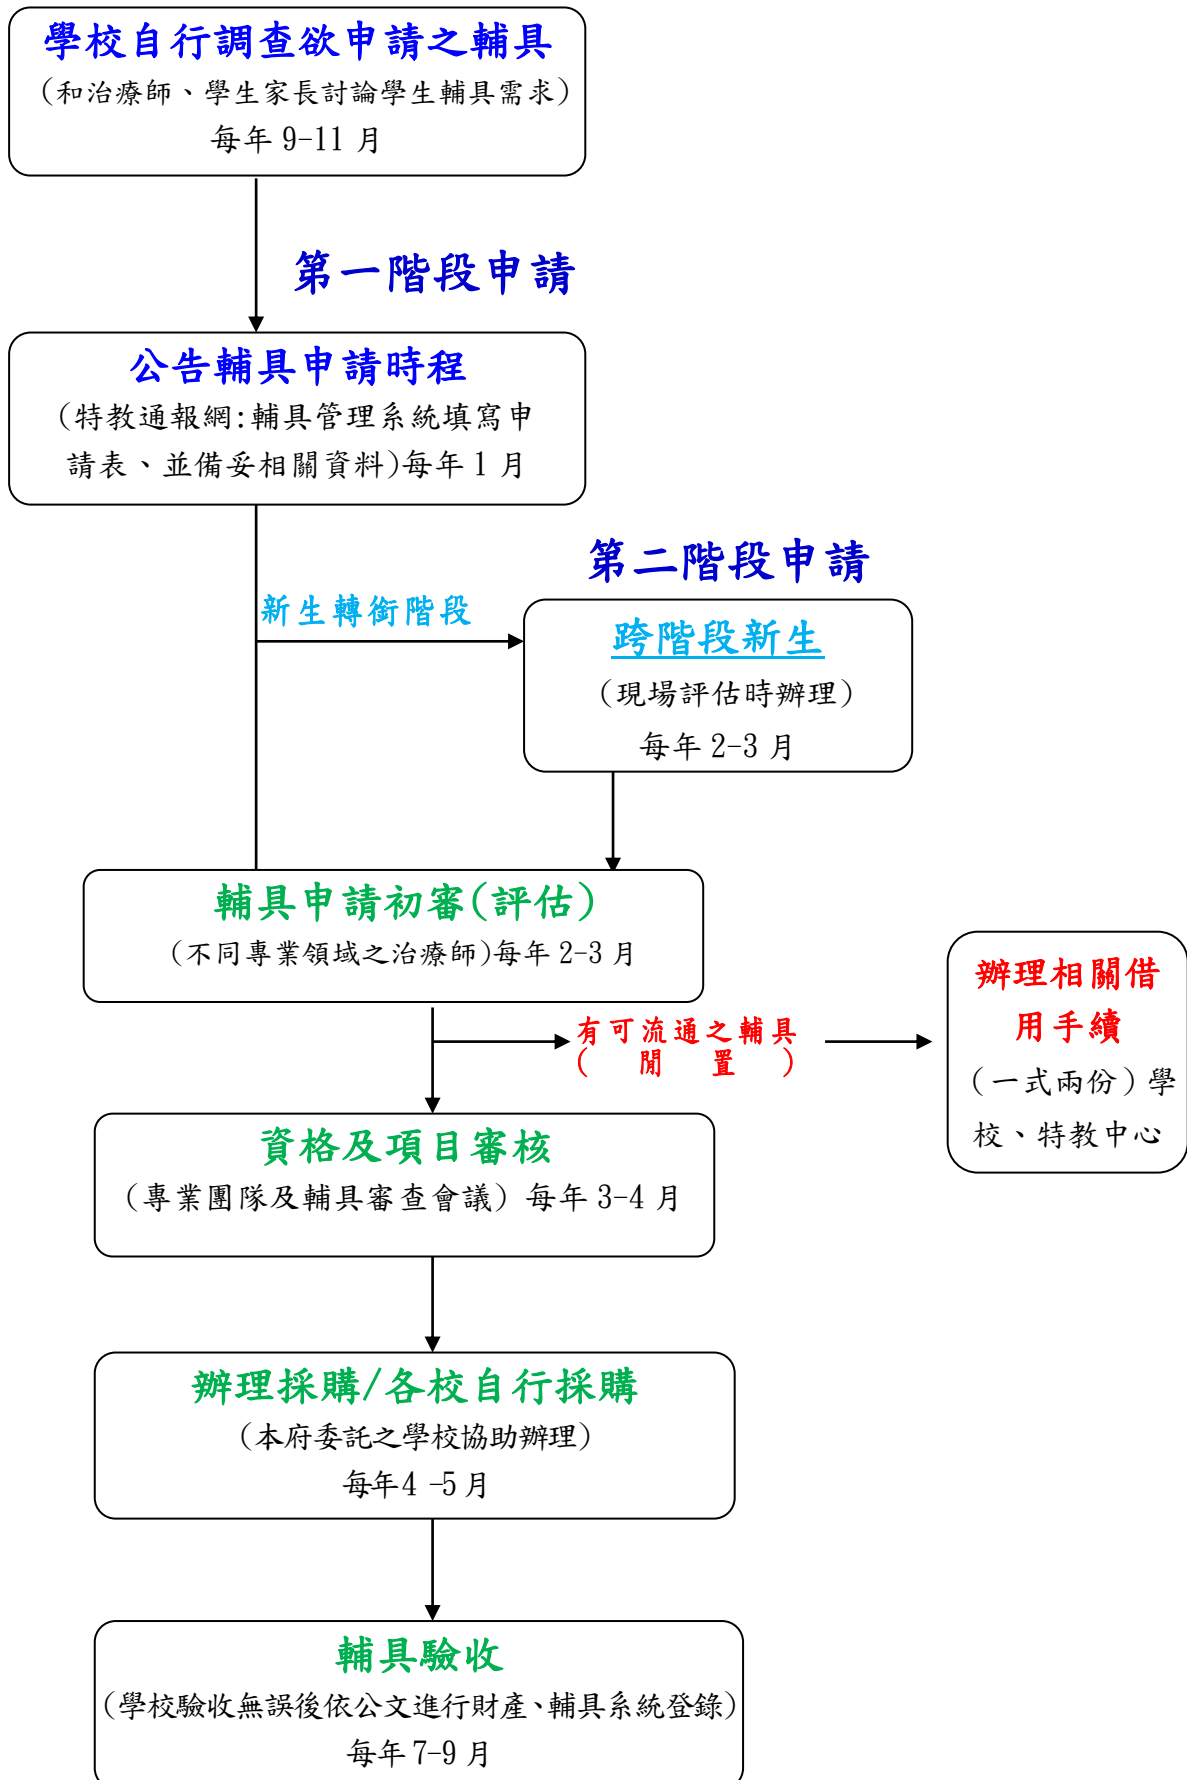 學校自行調查欲申請之輔具
(和治療師、學生家長討論學生輔具需求)
每年 9-11 月
第一階段申請
公告輔具申請時程
(特教通報網:輔具管理系統填寫申
請表、並備妥相關資料)每年 1 月
第二階段申請
新生轉銜階段
跨階段新生
(現場評估時辦理)
每年 2-3 月
輔具申請初審(評估)
(不同專業領域之治療師)每年 2-3 月
有可流通之輔具
(閒置)
辦理相關借
用手續
(一式兩份)學
校、特教中心
資格及項目審核
(專業團隊及輔具審查會議) 每年 3-4 月
辦理採購/各校自行採購
(本府委託之學校協助辦理)
每年4 -5 月
輔具驗收
(學校驗收無誤後依公文進行財產、輔具系統登錄)
每年 7-9 月